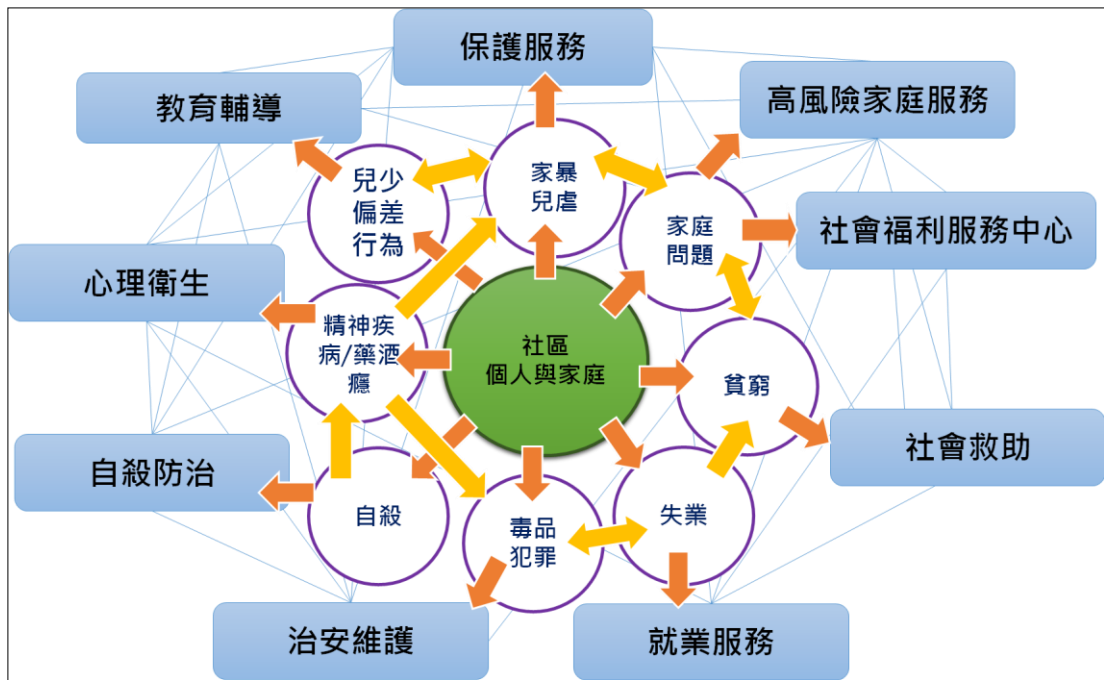 保護服務
教育輔導
高風險家庭服務
兒少
偏差
行為
家暴
兒虐
家庭
問題
社會福利服務中心
心理衛生
精神疾
病/藥酒
癮
社區
個人與家庭
貧窮
自殺防治
社會救助
自殺
毒品
犯罪
失業
治安維護
就業服務